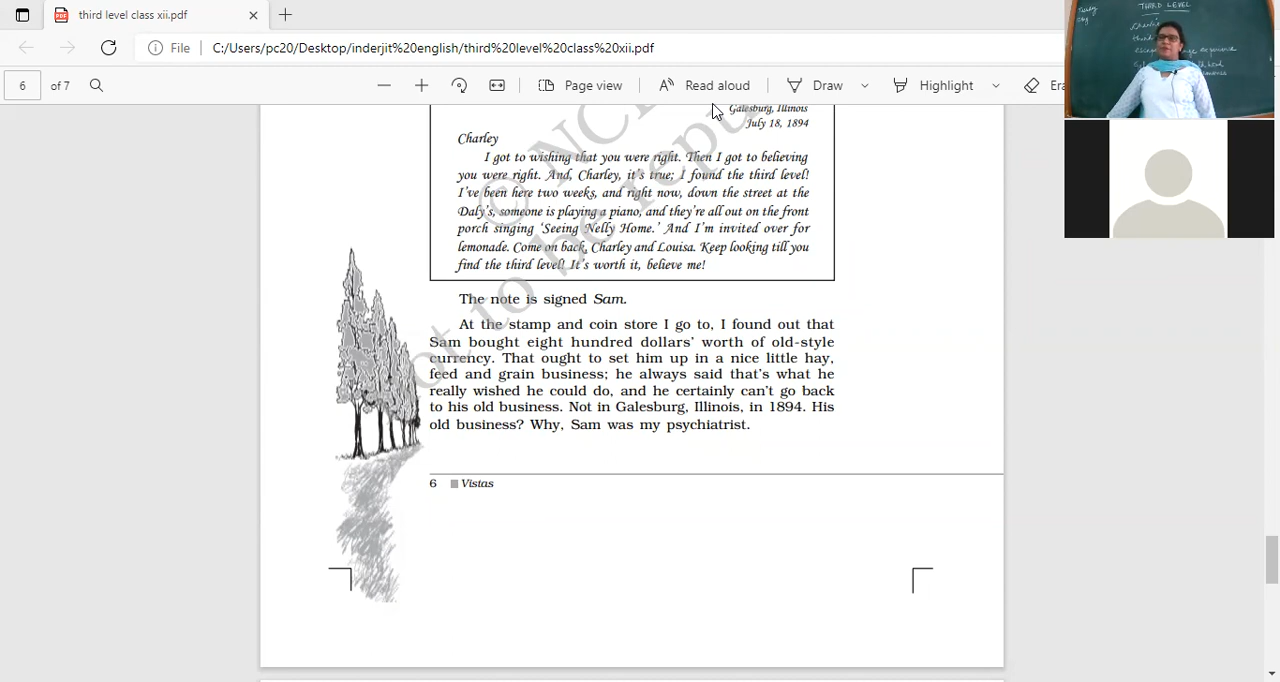 third level class xii.pdf
File C:/Users/pc20/Desktop/inderjit%20english/third%20level%20class%20xii.pdf
6 of 7 Page view Read aloud Draw Highlight
Galesburg, Illinois
July 18, 1894
Charley
I got to wishing that you were right. Then I got to believing
you were right. And, Charley, it's true; I found the third level!
I've been here two weeks, and right now, down the street at the
Daly's, someone is playing a piano, and they're all out on the front
porch singing ‘Seeing Nelly Home.’ And I'm invited over for
lemonade. Come on back, Charley and Louisa. Keep looking till you
find the third level! It's worth it, believe me!
The note is signed Sam.
At the stamp and coin store I go to, I found out that
Sam bought eight hundred dollars’ worth of old-style
currency. That ought to set him up in a nice little hay,
feed and grain business; he always said that’s what he
really wished he could do, and he certainly can’t go back
to his old business. Not in Galesburg, Illinois, in 1894. His
old business? Why, Sam was my psychiatrist.
6 Vistas
not to be repu
THIRD LEVEL